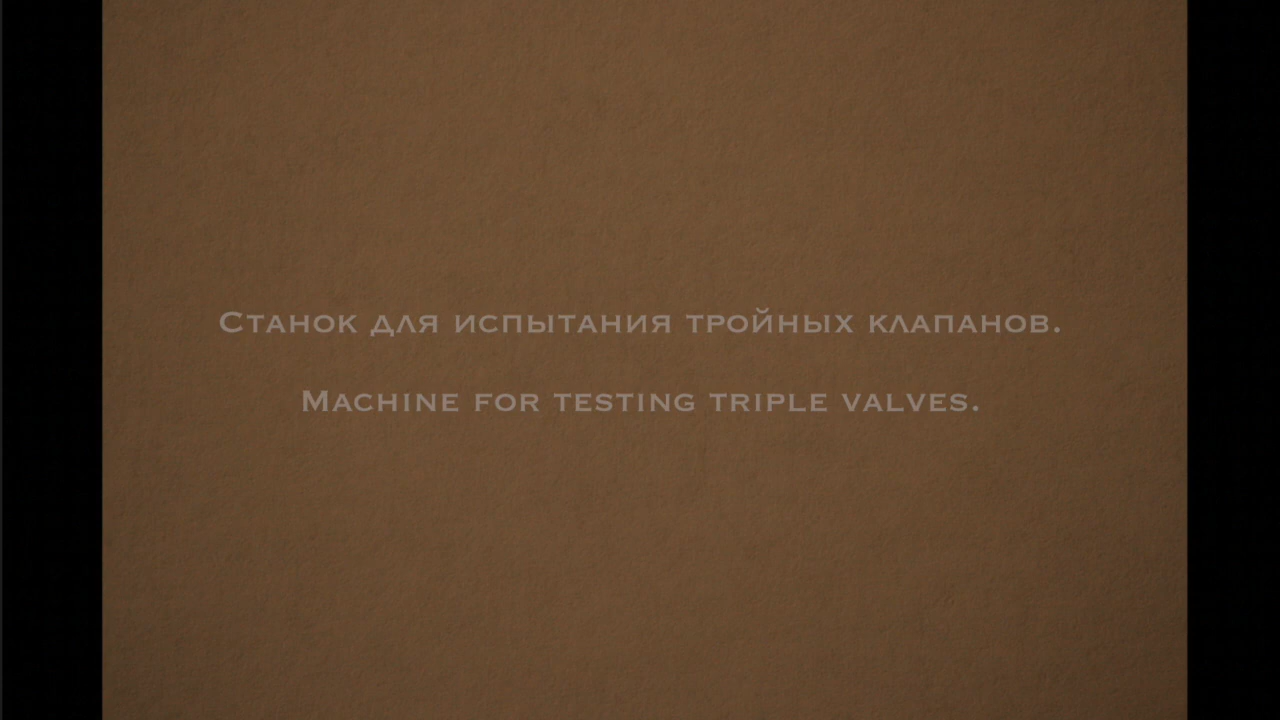 Станок для испытания тройных клапанов.
Machine for testing triple valves.